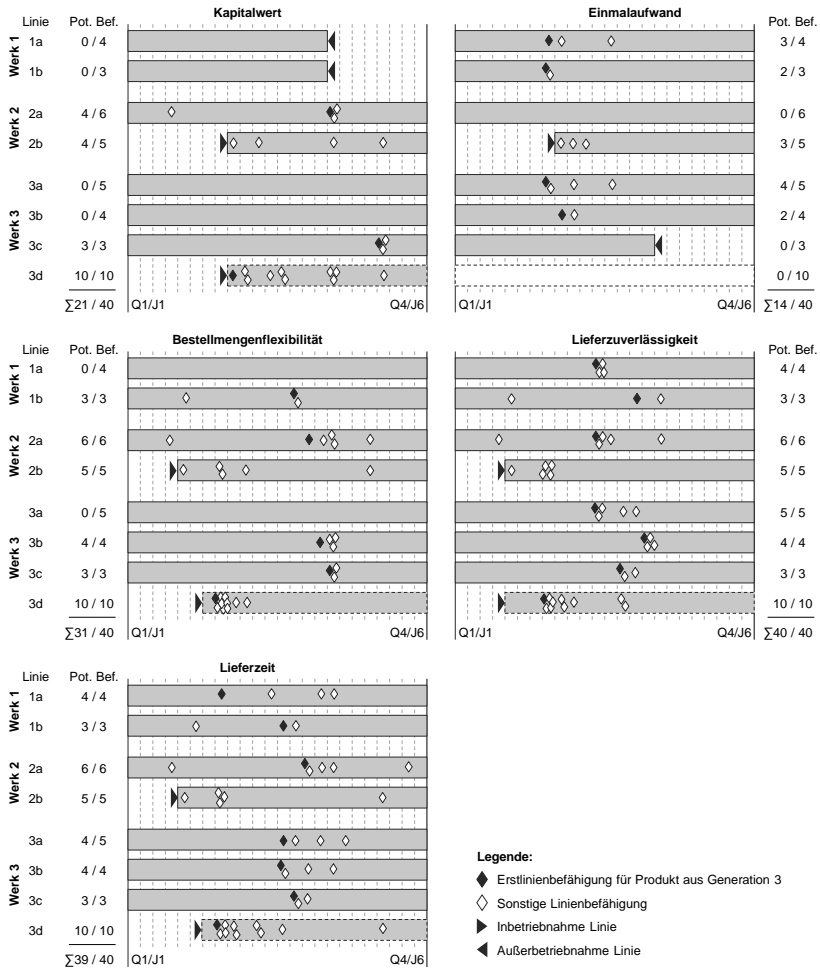 Kapitalwert Einmalaufwand
Linie Pot. Bef. Pot. Bef.
Werk 1
1a 0 / 4 3 / 4
1b 0 / 3 2 / 3
Werk 2
2a 4 / 6 0 / 6
2b 4 / 5 3 / 5
Werk 3
3a 0 / 5 4 / 5
3b 0 / 4 2 / 4
3c 3 / 3 0 / 3
3d 10 / 10 0 / 10
∑21 / 40 Q1/J1 Q4/J6 Q1/J1 Q4/J6 ∑14 / 40
Bestellmengenflexibilität Lieferzuverlässigkeit
Linie Pot. Bef. Pot. Bef.
Werk 1
1a 0 / 4 4 / 4
1b 3 / 3 3 / 3
Werk 2
2a 6 / 6 6 / 6
2b 5 / 5 5 / 5
Werk 3
3a 0 / 5 5 / 5
3b 4 / 4 4 / 4
3c 3 / 3 3 / 3
3d 10 / 10 10 / 10
∑31 / 40 Q1/J1 Q4/J6 Q1/J1 Q4/J6 ∑40 / 40
Lieferzeit
Linie Pot. Bef.
Werk 1
1a 4 / 4
1b 3 / 3
Werk 2
2a 6 / 6
2b 5 / 5
Werk 3
3a 4 / 5
3b 4 / 4
3c 3 / 3
3d 10 / 10
∑39 / 40 Q1/J1 Q4/J6
Legende:
Erstlinienbefähigung für Produkt aus Generation 3
Sonstige Linienbefähigung
Inbetriebnahme Linie
Außerbetriebnahme Linie